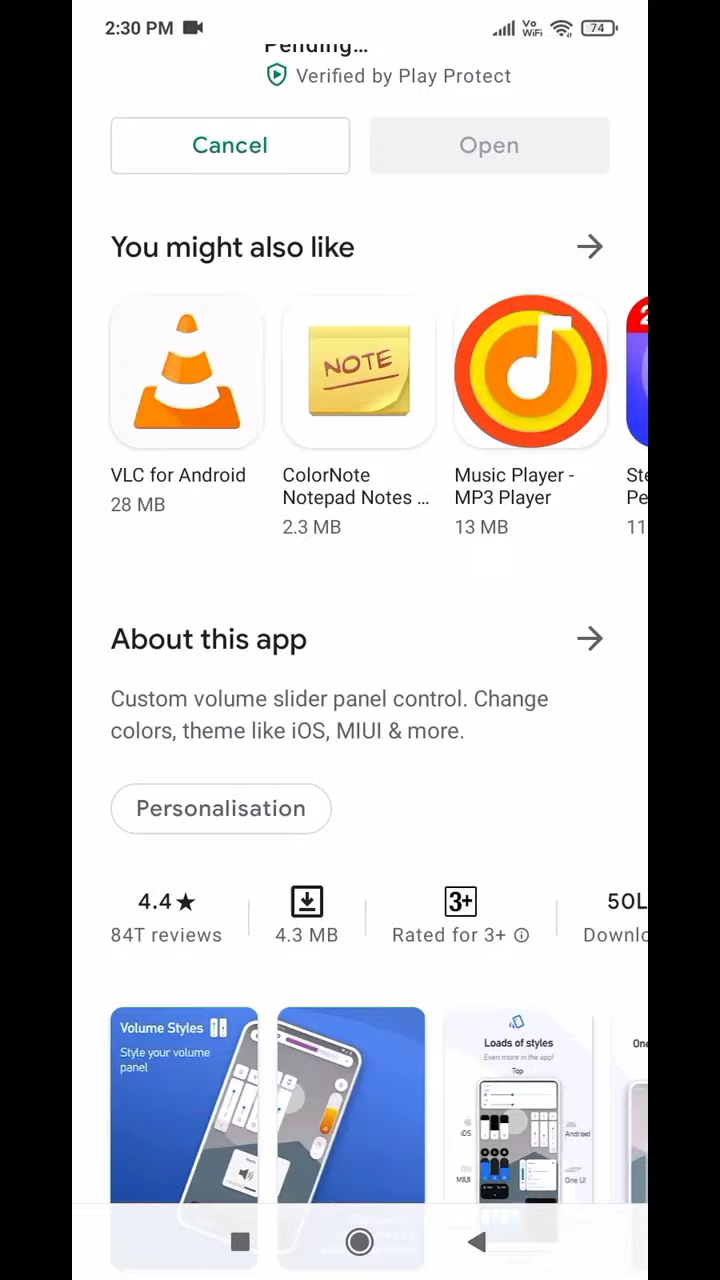 2:30 PM
Vo
WiFi
74
Pending...
Verified by Play Protect
Cancel
Open
You might also like
NOTE
VLC for Android
28 MB
ColorNote
Notepad Notes ...
2.3 MB
Music Player -
MP3 Player
13 MB
Ste
Pe
11
About this app
Custom volume slider panel control. Change
colors, theme like iOS, MIUI & more.
Personalisation
4.4★
84T reviews
4.3 MB
3+
Rated for 3+
50L
Downlo
Volume Styles
Style your volume
panel
Loads of styles
Even more in the app!
Top
iOS
Android
MIUI
One UI
One